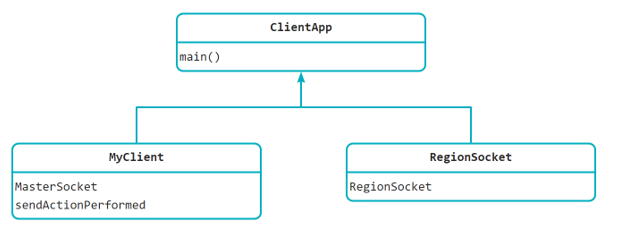 ClientApp
main()
MyClient
MasterSocket
sendActionPerformed
RegionSocket
RegionSocket